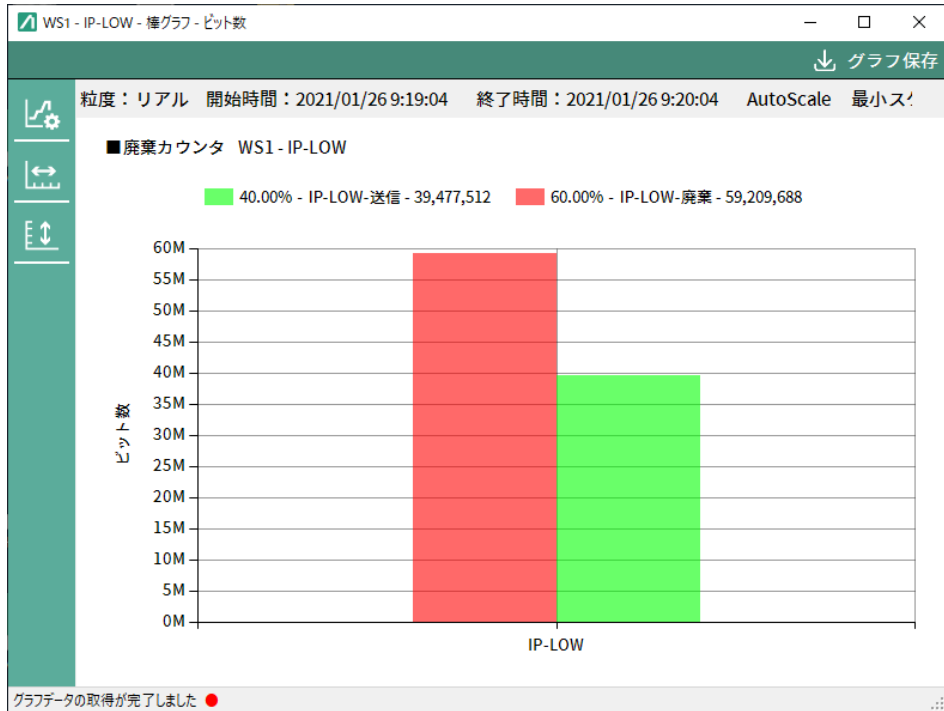 WS1 - IP-LOW - 棒グラフ - ビット数
グラフ保存
粒度：リアル 開始時間：2021/01/26 9:19:04 終了時間：2021/01/26 9:20:04 AutoScale 最小ス
■廃棄カウンタ WS1 - IP-LOW
40.00% - IP-LOW-送信 - 39,477,512 60.00% - IP-LOW-廃棄 - 59,209,688
60M
55M
50M
45M
40M
35M
30M
25M
20M
15M
10M
5M
0M
ビット数
IP-LOW
グラフデータの取得が完了しました